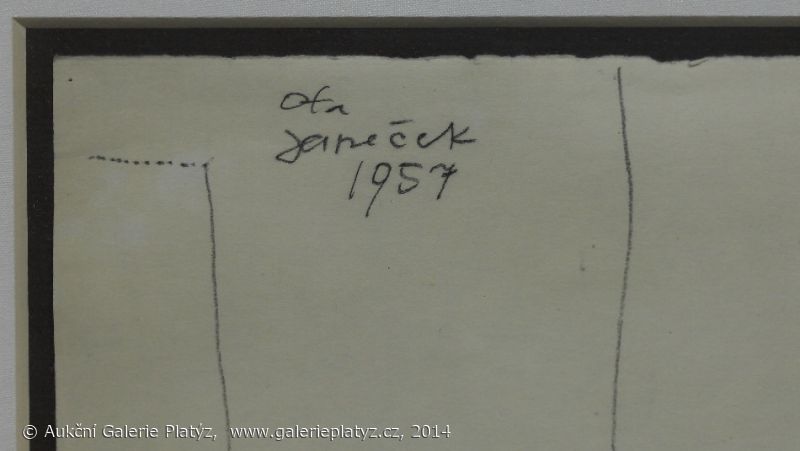 Ota
Janeček
1957
© Aukční Galerie Platýz, www.galerieplatyz.cz, 2014